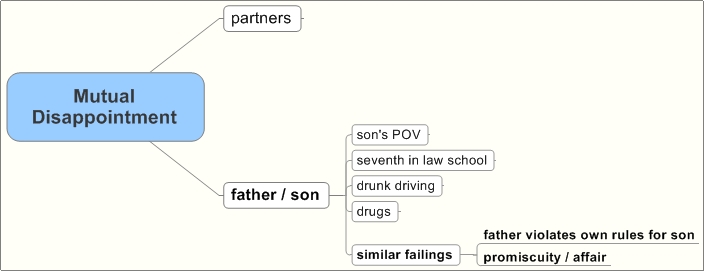 partners
Mutual
Disappointment
father / son
son's POV
seventh in law school
drunk driving
drugs
similar failings
father violates own rules for son
promiscuity / affair